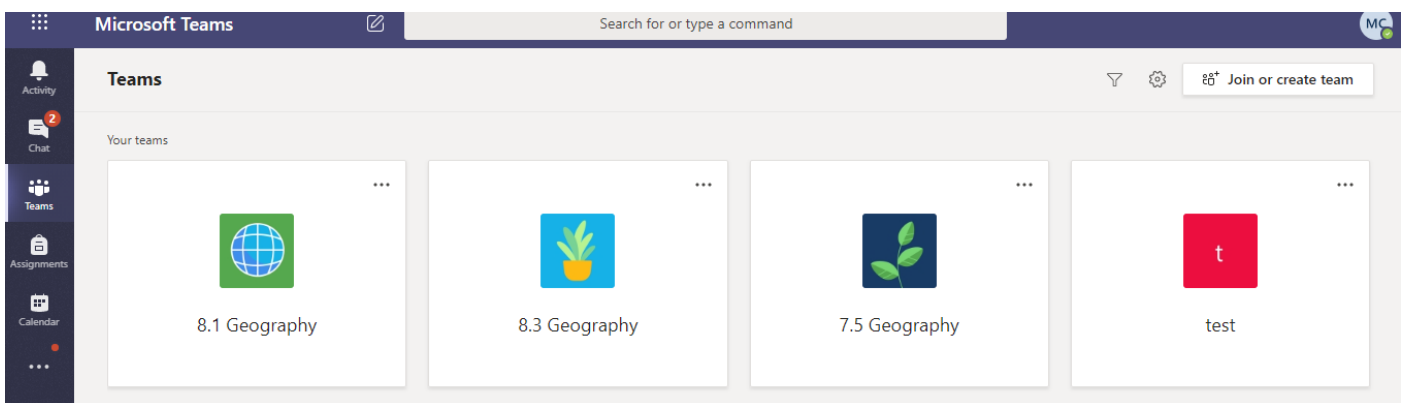 Microsoft Teams
Search for or type a command
MC
Activity
Teams
Join or create team
2
Chat
Your teams
Teams
Assignments
Calendar
8.1 Geography
8.3 Geography
7.5 Geography
t
test